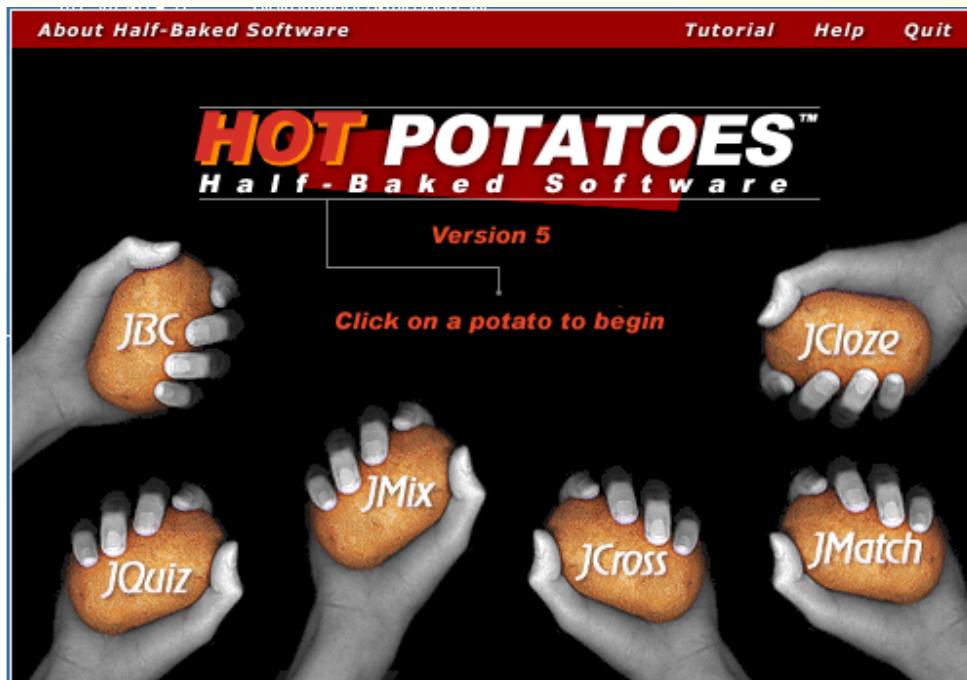 About Half-Baked Software Tutorial Help Quit
HOT POTATOES™
Half-Baked Software
Version 5
Click on a potato to begin
JBC
JCloze
JMix
JQuiz
JCross
JMatch